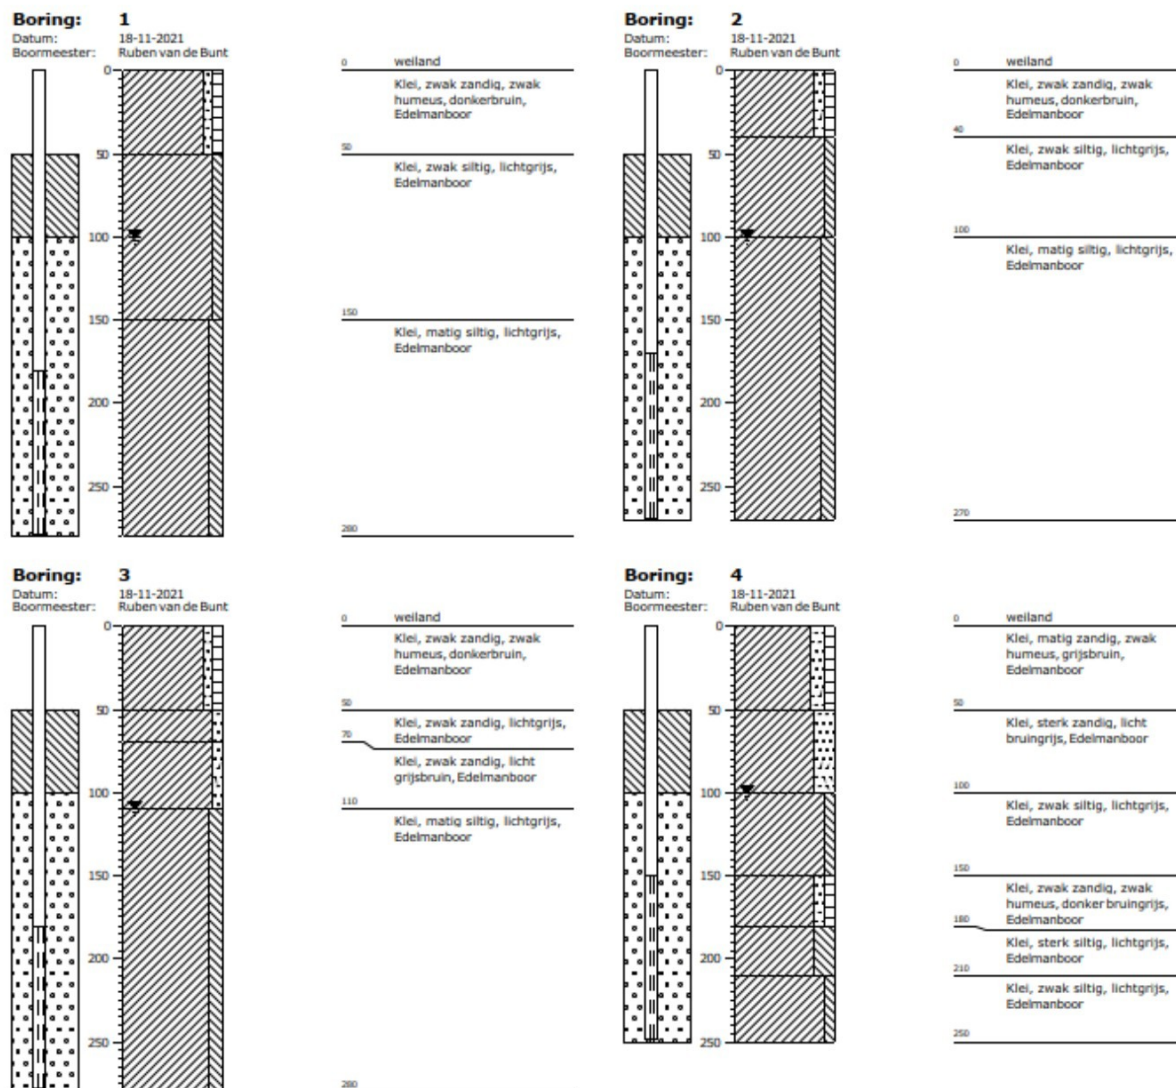 Boring: 1
Datum: 18-11-2021
Boormeester: Ruben van de Bunt
0
50
100
150
200
250
0 weiland
Klei, zwak zandig, zwak
humeus, donkerbruin,
Edelmanboor
50
Klei, zwak siltig, lichtgrijs,
Edelmanboor
150
Klei, matig siltig, lichtgrijs,
Edelmanboor
280
Boring: 2
Datum: 18-11-2021
Boormeester: Ruben van de Bunt
0
50
100
150
200
250
0 weiland
Klei, zwak zandig, zwak
humeus, donkerbruin,
Edelmanboor
40
Klei, zwak siltig, lichtgrijs,
Edelmanboor
100
Klei, matig siltig, lichtgrijs,
Edelmanboor
270
Boring: 3
Datum: 18-11-2021
Boormeester: Ruben van de Bunt
0
50
100
150
200
250
0 weiland
Klei, zwak zandig, zwak
humeus, donkerbruin,
Edelmanboor
50
Klei, zwak zandig, lichtgrijs,
Edelmanboor
70
Klei, zwak zandig, licht
grijsbruin, Edelmanboor
110
Klei, matig siltig, lichtgrijs,
Edelmanboor
280
Boring: 4
Datum: 18-11-2021
Boormeester: Ruben van de Bunt
0
50
100
150
200
250
0 weiland
Klei, matig zandig, zwak
humeus, grijsbruin,
Edelmanboor
50
Klei, sterk zandig, licht
bruingrijs, Edelmanboor
100
Klei, zwak siltig, lichtgrijs,
Edelmanboor
150
Klei, zwak zandig, zwak
humeus, donker bruingrijs,
Edelmanboor
180
Klei, sterk siltig, lichtgrijs,
Edelmanboor
210
Klei, zwak siltig, lichtgrijs,
Edelmanboor
250